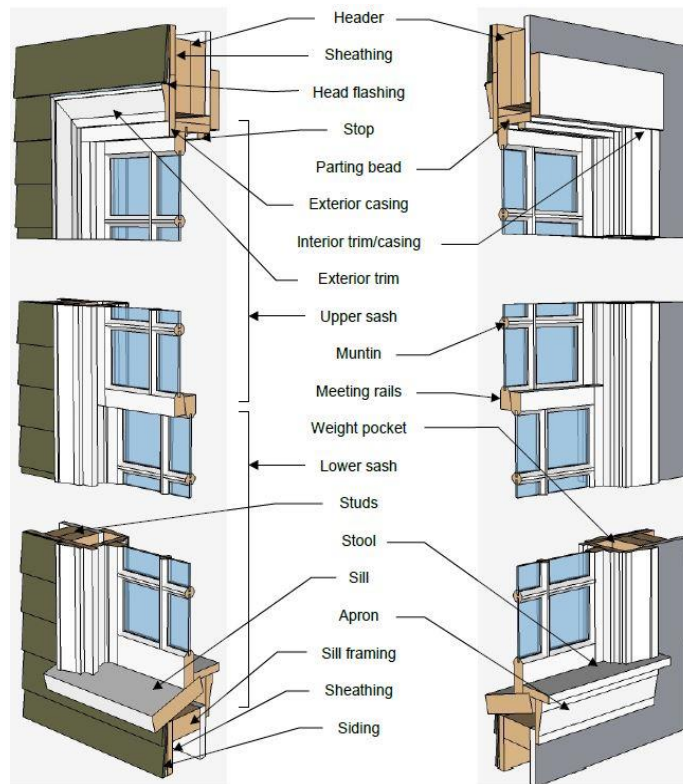 Header
Sheathing
Head flashing
Stop
Parting bead
Exterior casing
Interior trim/casing
Exterior trim
Upper sash
Muntin
Meeting rails
Weight pocket
Lower sash
Studs
Stool
Sill
Apron
Sill framing
Sheathing
Siding